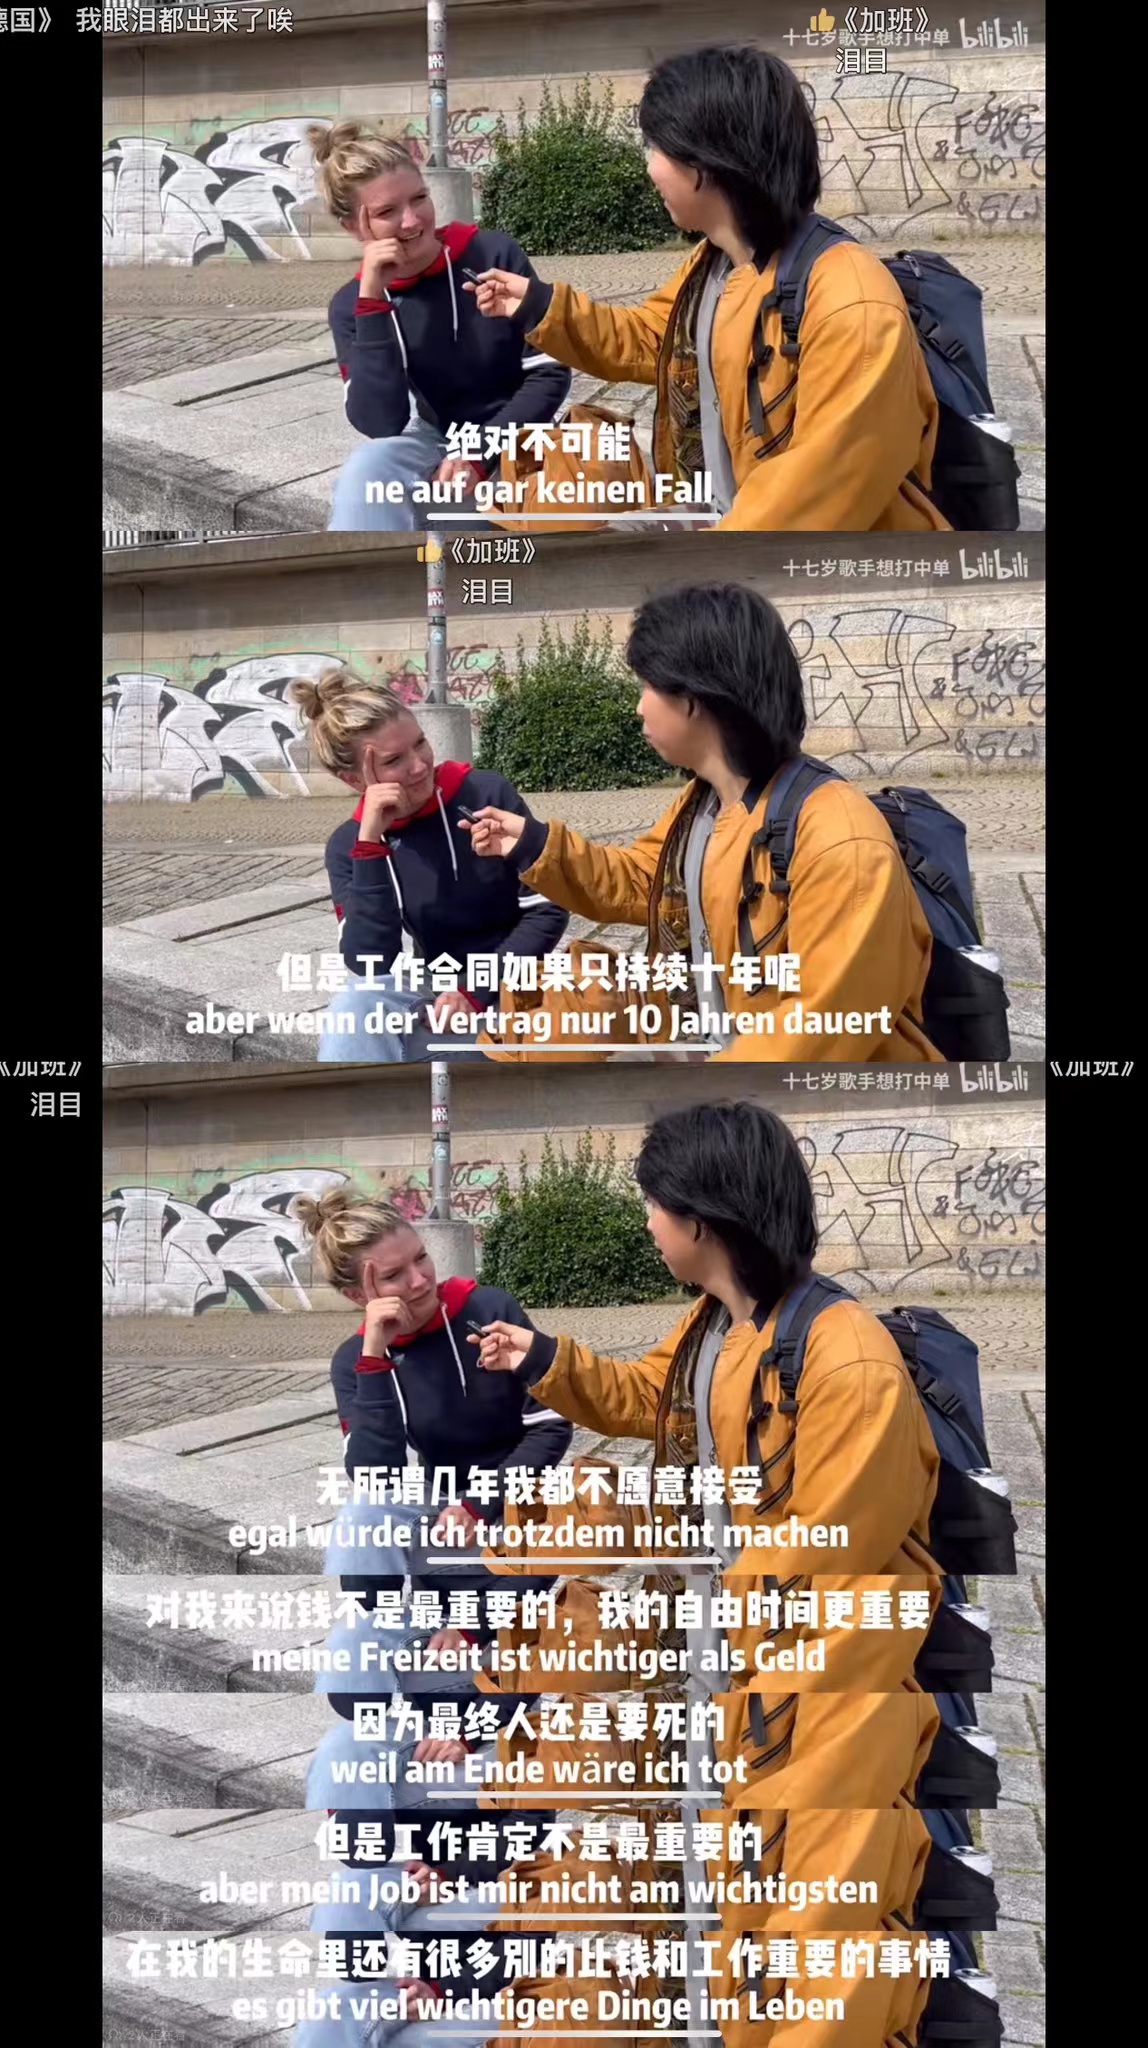 德国》 我眼泪都出来了唉
👍《加班》
泪目
十七岁歌手想打中单 bilibili
绝对不可能
ne auf gar keinen Fall
👍《加班》
泪目
十七岁歌手想打中单 bilibili
但是工作合同如果只持续十年呢
aber wenn der Vertrag nur 10 Jahren dauert
《加班》
《加班》
泪目
十七岁歌手想打中单 bilibili
无所谓几年我都不愿意接受
egal würde ich trotzdem nicht machen
对我来说钱不是最重要的，我的自由时间更重要
meine Freizeit ist wichtiger als Geld
因为最终人还是要死的
weil am Ende wäre ich tot
但是工作肯定不是最重要的
aber mein Job ist mir nicht am wichtigsten
在我的生命里还有很多别的比钱和工作重要的事情
es gibt viel wichtigere Dinge im Leben